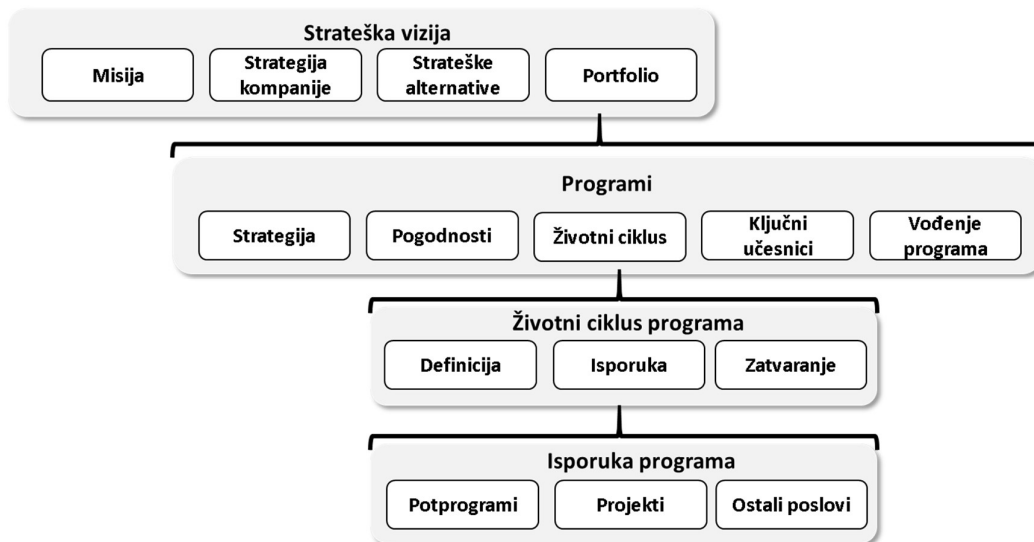 Strateška vizija
Misija
Strategija
kompanije
Strateške
alternative
Portfolio
Programi
Strategija
Pogodnosti
Životni ciklus
Ključni
učesnici
Vođenje
programa
Životni ciklus programa
Definicija
Isporuka
Zatvaranje
Isporuka programa
Potprogrami
Projekti
Ostali poslovi